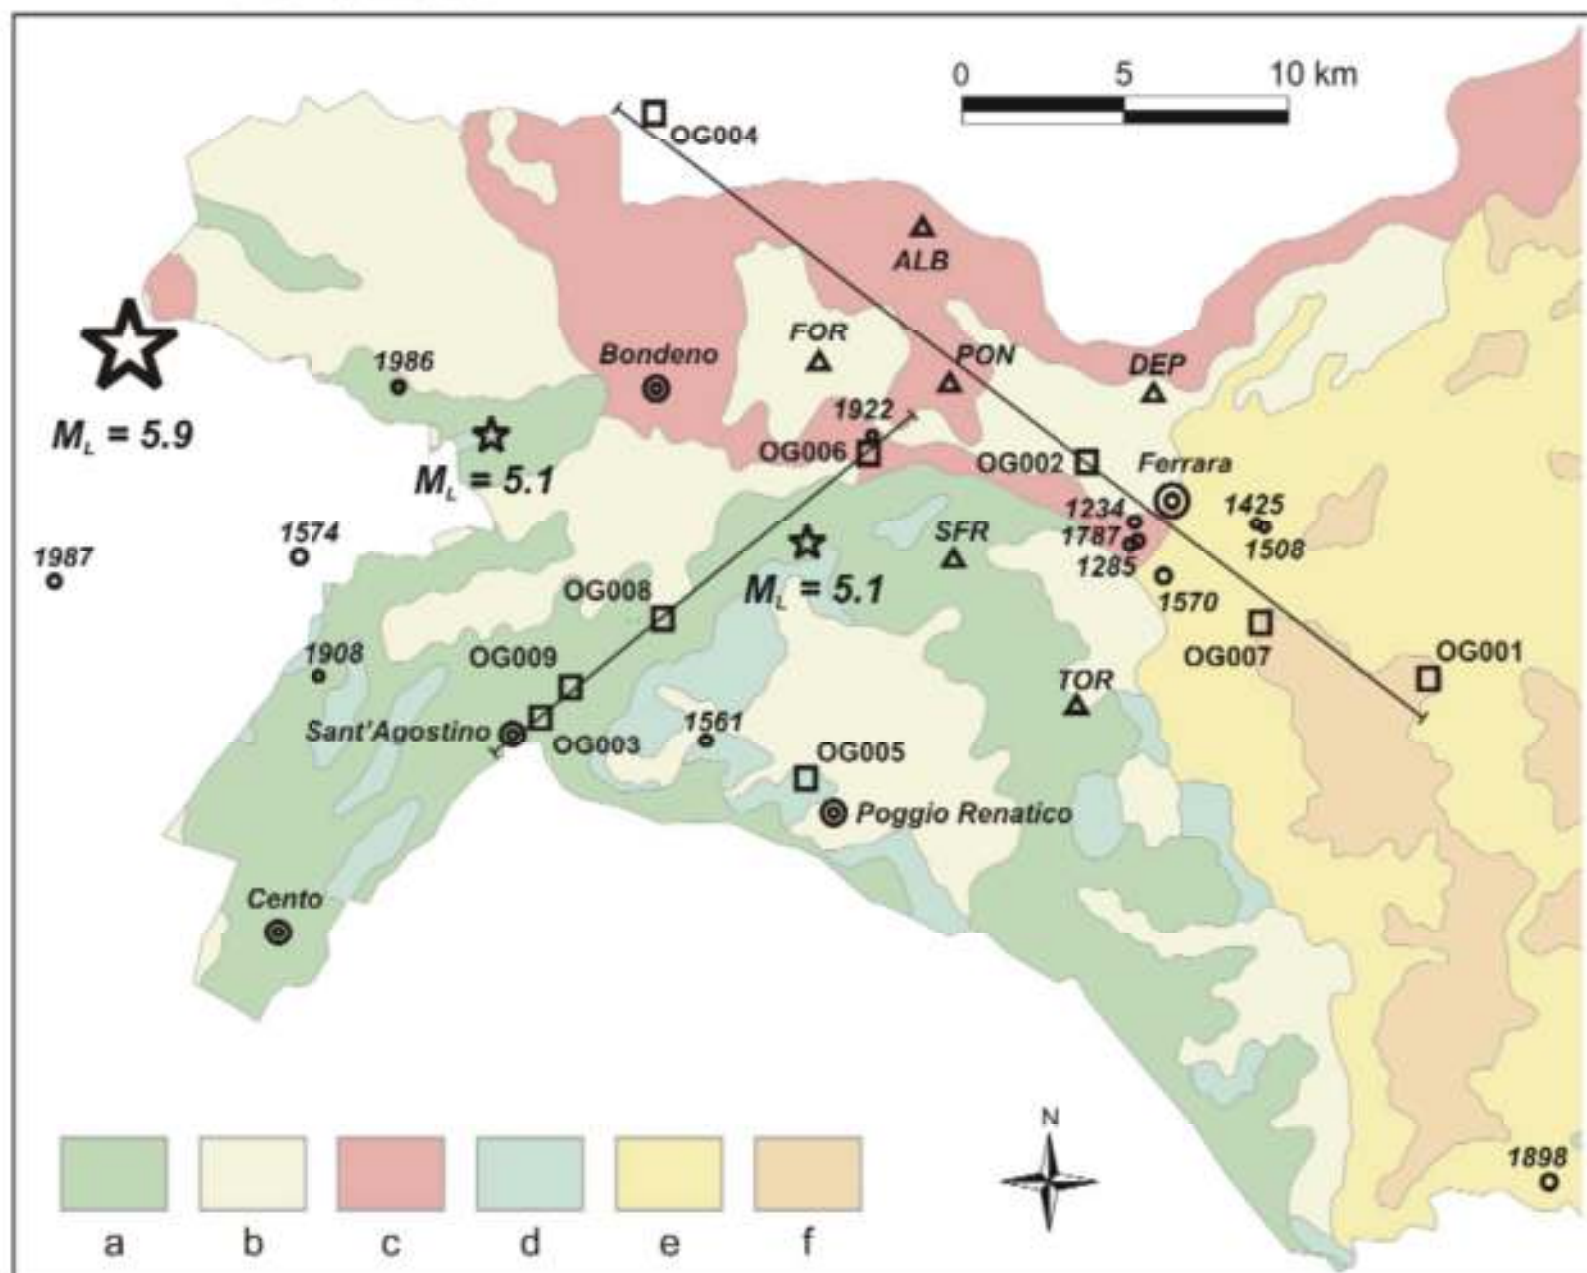 0 5 10 km
OG004
ALB
FOR
1986
Bondeno
PON
DEP
M_L = 5.9
1922
OG006
OG002
Ferrara
M_L = 5.1
1234
1425
1574
SFR
1787
1508
1987
1285
OG008
M_L = 5.1
1570
1908
OG009
OG007
OG001
TOR
Sant'Agostino
1561
OG003
OG005
Poggio Renatico
Cento
N
1898
a b c d e f